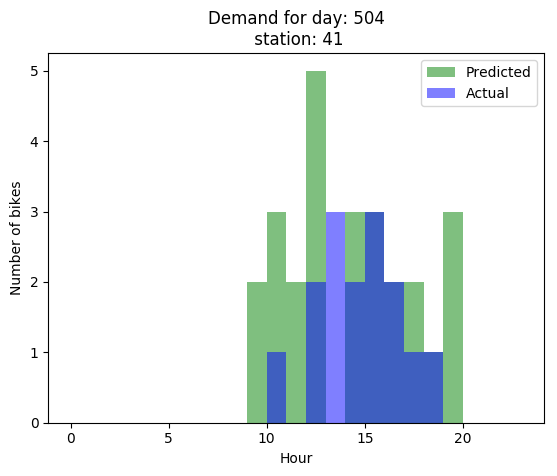 Demand for day: 504
station: 41
Predicted
Actual
Number of bikes
5
4
3
2
1
0
0 5 10 15 20
Hour